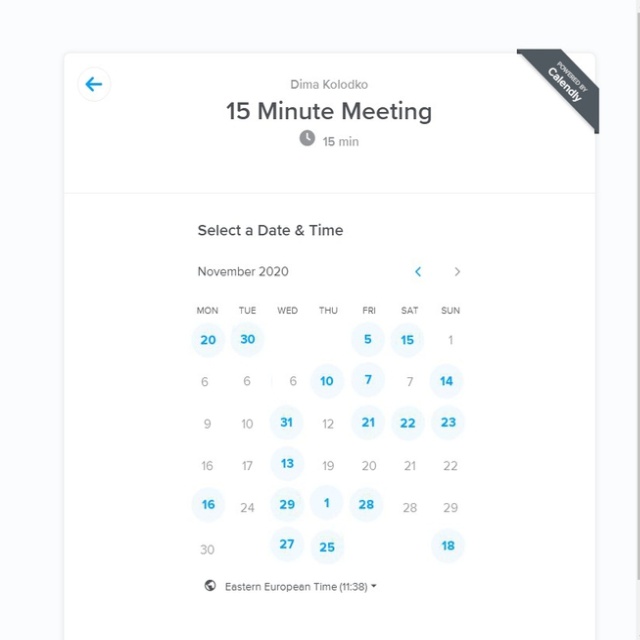 POWERED BY
Calendly
Dima Kolodko
15 Minute Meeting
15 min
Select a Date & Time
November 2020
MON TUE WED THU FRI SAT SUN
20 30 5 15 1
6 6 6 10 7 7 14
9 10 31 12 21 22 23
16 17 13 19 20 21 22
16 24 29 1 28 28 29
30 27 25 18
Eastern European Time (11:38)